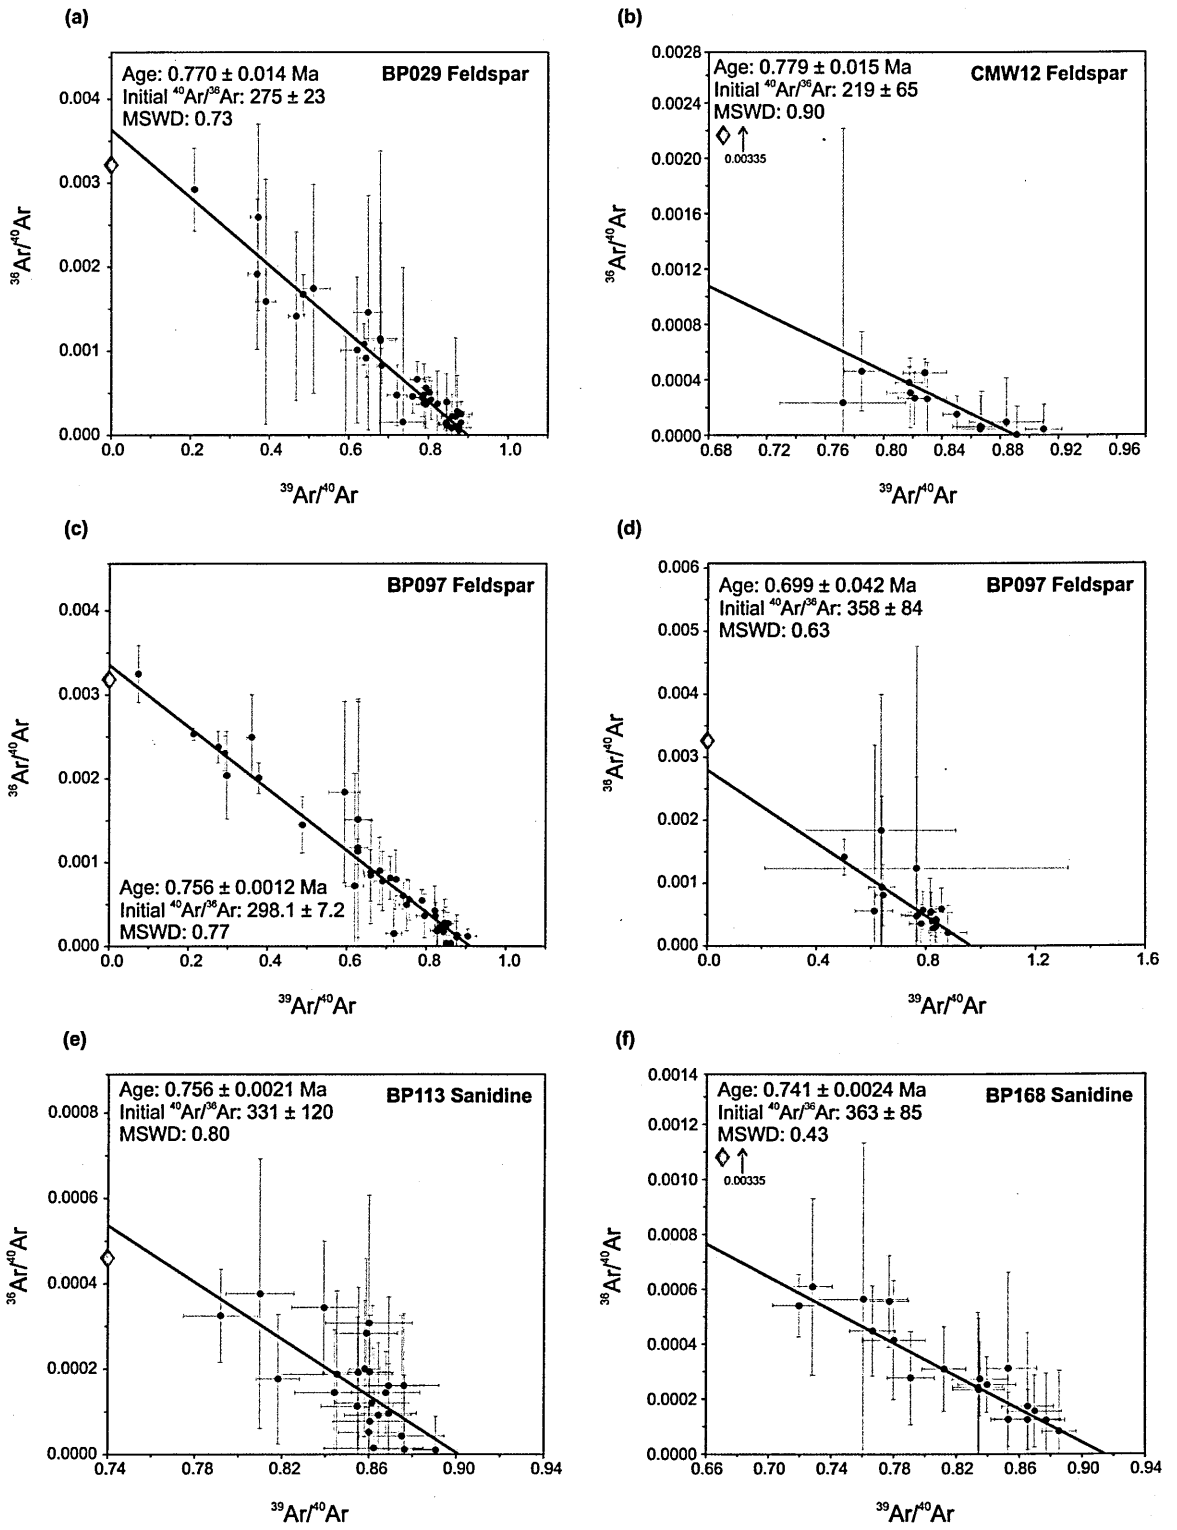 (a)
Age: 0.770 ± 0.014 Ma
BP029 Feldspar
Initial ⁴⁰Ar/³⁶Ar: 275 ± 23
MSWD: 0.73
0.004
0.003
0.002
0.001
0.000
0.0 0.2 0.4 0.6 0.8 1.0
³⁶Ar/⁴⁰Ar
³⁹Ar/⁴⁰Ar
(b)
Age: 0.779 ± 0.015 Ma
CMW12 Feldspar
Initial ⁴⁰Ar/³⁶Ar: 219 ± 65
MSWD: 0.90
0.00335
0.0028
0.0024
0.0020
0.0016
0.0012
0.0008
0.0004
0.0000
0.68 0.72 0.76 0.80 0.84 0.88 0.92 0.96
³⁶Ar/⁴⁰Ar
³⁹Ar/⁴⁰Ar
(c)
BP097 Feldspar
0.004
0.003
0.002
0.001
0.000
Age: 0.756 ± 0.0012 Ma
Initial ⁴⁰Ar/³⁶Ar: 298.1 ± 7.2
MSWD: 0.77
0.0 0.2 0.4 0.6 0.8 1.0
³⁶Ar/⁴⁰Ar
³⁹Ar/⁴⁰Ar
(d)
Age: 0.699 ± 0.042 Ma
BP097 Feldspar
Initial ⁴⁰Ar/³⁶Ar: 358 ± 84
MSWD: 0.63
0.006
0.005
0.004
0.003
0.002
0.001
0.000
0.0 0.4 0.8 1.2 1.6
³⁶Ar/⁴⁰Ar
³⁹Ar/⁴⁰Ar
(e)
Age: 0.756 ± 0.0021 Ma
BP113 Sanidine
Initial ⁴⁰Ar/³⁶Ar: 331 ± 120
MSWD: 0.80
0.0008
0.0006
0.0004
0.0002
0.0000
0.74 0.78 0.82 0.86 0.90 0.94
³⁶Ar/⁴⁰Ar
³⁹Ar/⁴⁰Ar
(f)
Age: 0.741 ± 0.0024 Ma
BP168 Sanidine
Initial ⁴⁰Ar/³⁶Ar: 363 ± 85
MSWD: 0.43
0.00335
0.0014
0.0012
0.0010
0.0008
0.0006
0.0004
0.0002
0.0000
0.66 0.70 0.74 0.78 0.82 0.86 0.90 0.94
³⁶Ar/⁴⁰Ar
³⁹Ar/⁴⁰Ar